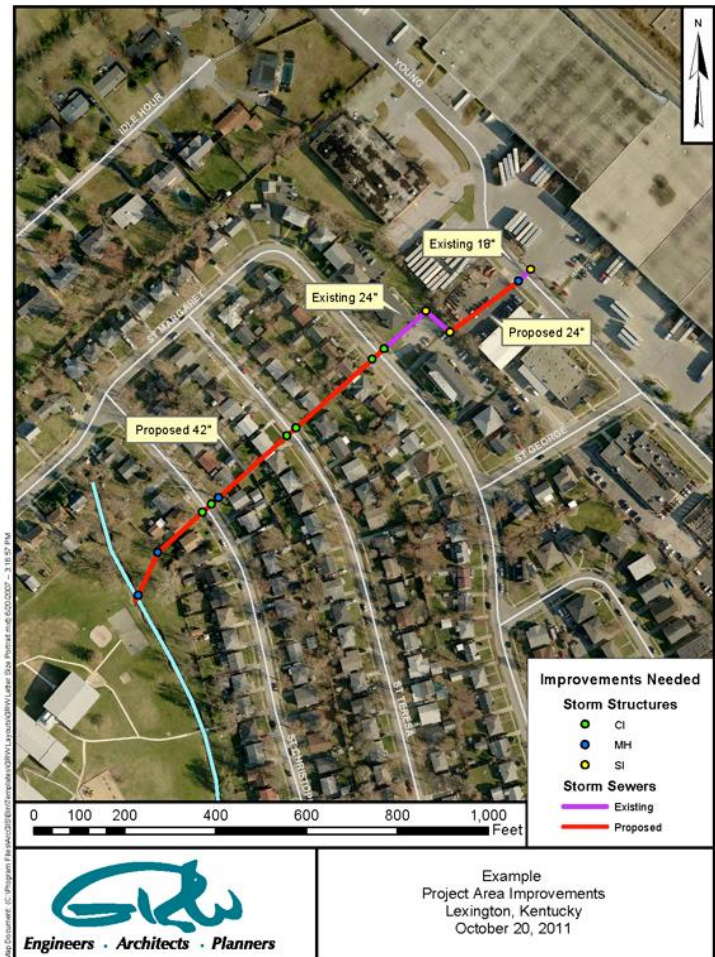 N
YOUNG
IDLE HOUR
Existing 18"
Existing 24"
ST MARGARET
Proposed 24"
Proposed 42"
ST GEORGE
ST TERESA
ST CHRISTOPH
Improvements Needed
Storm Structures
CI
MH
SI
Storm Sewers
Existing
Proposed
0 100 200 400 600 800 1,000
Feet
GRW
Engineers . Architects . Planners
Example
Project Area Improvements
Lexington, Kentucky
October 20, 2011